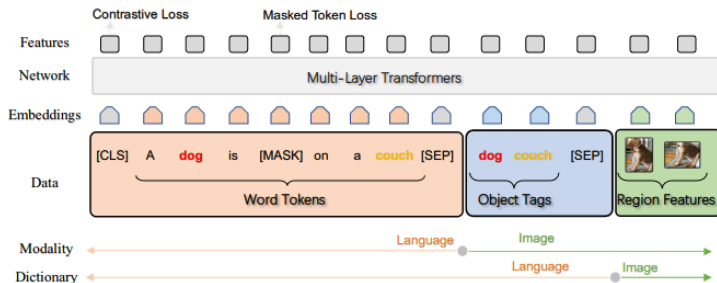 Contrastive Loss Masked Token Loss
Features
Network Multi-Layer Transformers
Embeddings
[CLS] A dog is [MASK] on a couch [SEP] dog couch [SEP]
Data
Word Tokens Object Tags Region Features
Modality Language Image
Dictionary Language Image